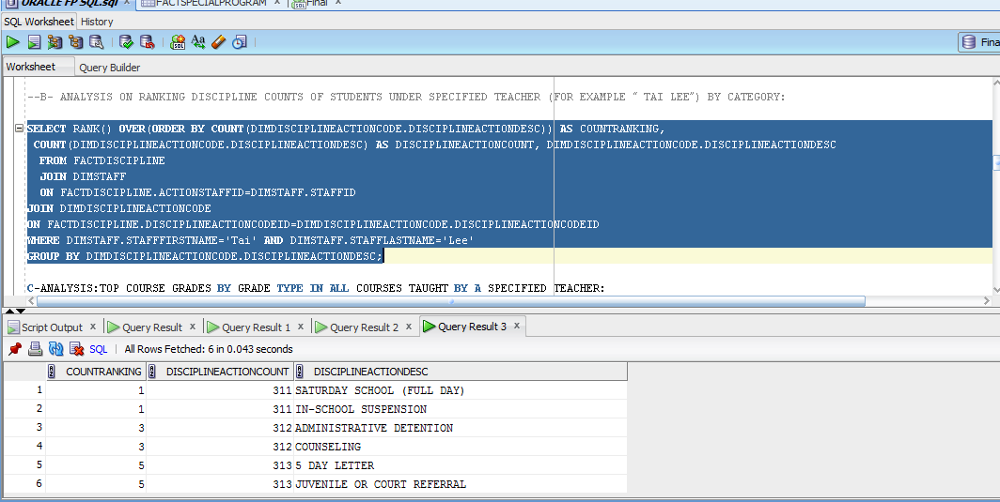 ORACLE FP SQL.sql x FACTSPECIALPROGRAM x Final x
SQL Worksheet History
Fina
Worksheet Query Builder
--B- ANALYSIS ON RANKING DISCIPLINE COUNTS OF STUDENTS UNDER SPECIFIED TEACHER (FOR EXAMPLE " TAI LEE") BY CATEGORY:
SELECT RANK() OVER(ORDER BY COUNT(DIMDISCIPLINEACTIONCODE.DISCIPLINEACTIONDESC)) AS COUNTRANKING,
COUNT(DIMDISCIPLINEACTIONCODE.DISCIPLINEACTIONDESC) AS DISCIPLINECOUNT, DIMDISCIPLINEACTIONCODE.DISCIPLINEACTIONDESC
FROM FACTDISCIPLINE
JOIN DIMSTAFF
ON FACTDISCIPLINE.ACTIONSTAFFID=DIMSTAFF.STAFFID
JOIN DIMDISCIPLINEACTIONCODE
ON FACTDISCIPLINE.DISCIPLINEACTIONCODEID=DIMDISCIPLINEACTIONCODE.DISCIPLINEACTIONCODEID
WHERE DIMSTAFF.STAFFFIRSTNAME='Tai' AND DIMSTAFF.STAFFLASTNAME='Lee'
GROUP BY DIMDISCIPLINEACTIONCODE.DISCIPLINEACTIONDESC;
C-ANALYSIS:TOP COURSE GRADES BY GRADE TYPE IN ALL COURSES TAUGHT BY A SPECIFIED TEACHER:
Script Output x Query Result x Query Result 1 x Query Result 2 x Query Result 3 x
SQL All Rows Fetched: 6 in 0.043 seconds
COUNTRANKING DISCIPLINEACTIONCOUNT DISCIPLINEACTIONDESC
1 1 311 SATURDAY SCHOOL (FULL DAY)
2 1 311 IN-SCHOOL SUSPENSION
3 3 312 ADMINISTRATIVE DETENTION
4 3 312 COUNSELING
5 5 313 5 DAY LETTER
6 5 313 JUVENILE OR COURT REFERRAL